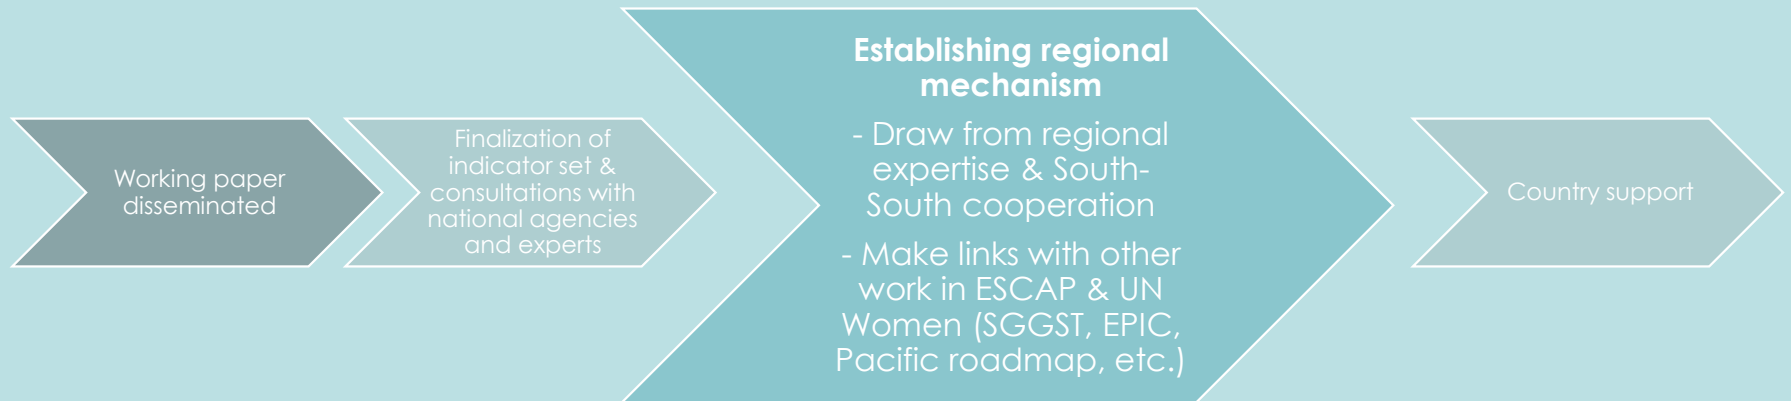 Working paper
disseminated
Finalization of
indicator set &
consultations with
national agencies
and experts
Establishing regional
mechanism
- Draw from regional
expertise & South-
South cooperation
- Make links with other
work in ESCAP & UN
Women (SGGST, EPIC,
Pacific roadmap, etc.)
Country support